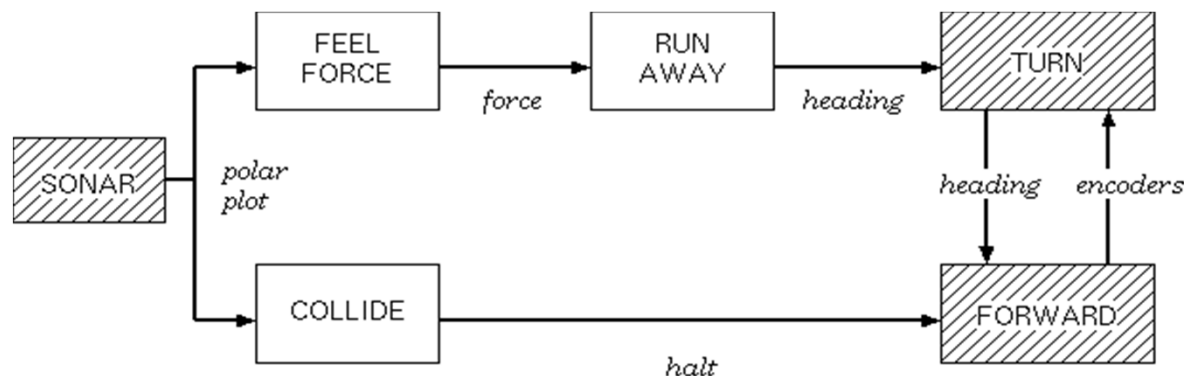 FEEL
FORCE
RUN
AWAY
TURN
force
heading
SONAR
polar
plot
heading
encoders
COLLIDE
FORWARD
halt